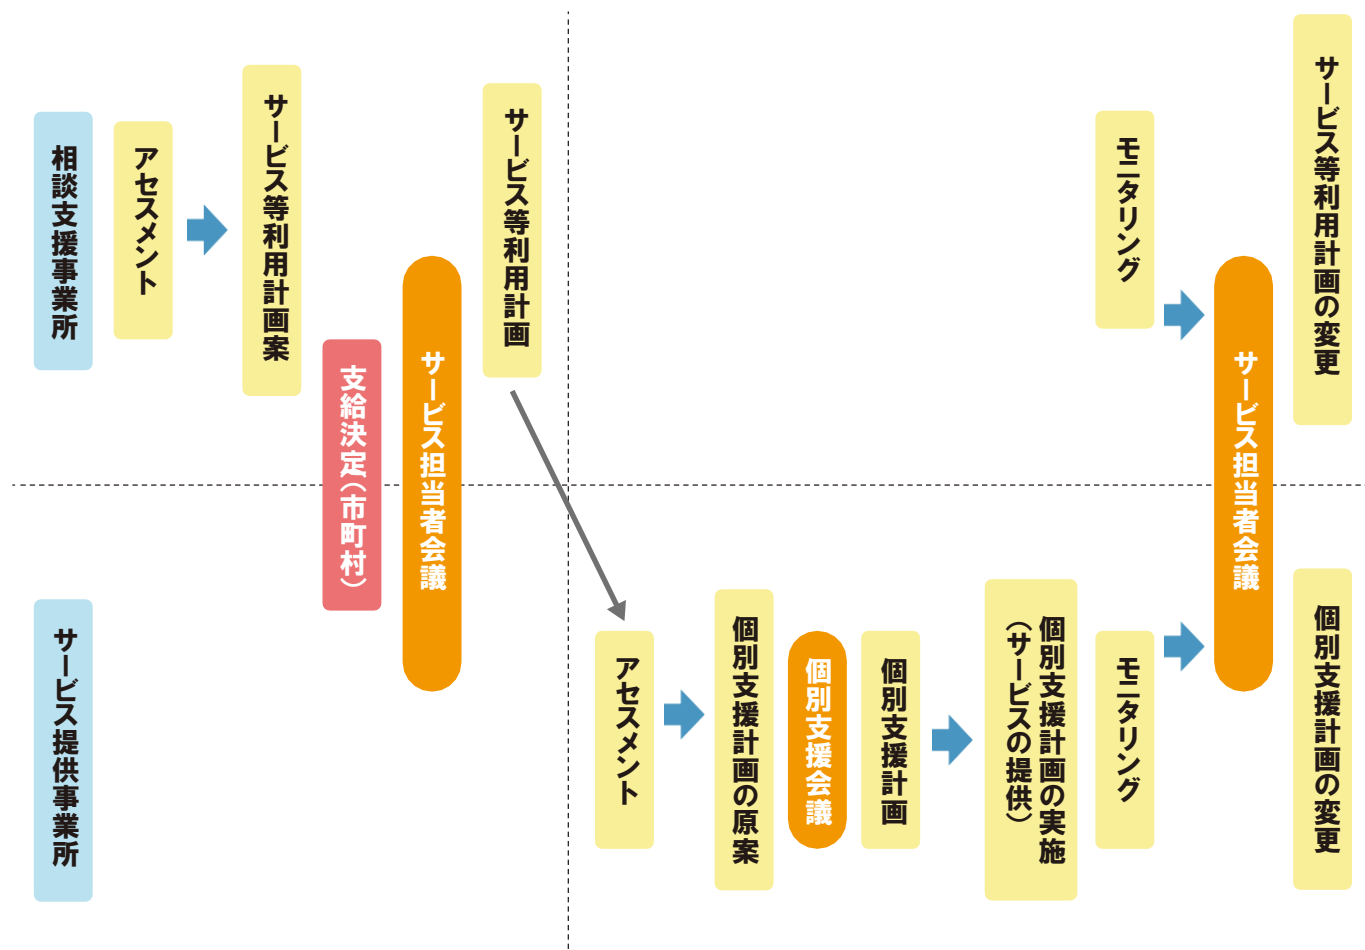 相談支援事業所
アセスメント
サービス等利用計画案
支給決定（市町村）
サービス担当者会議
サービス等利用計画
モニタリング
サービス担当者会議
サービス等利用計画の変更
サービス提供事業所
アセスメント
個別支援計画の原案
個別支援会議
個別支援計画
個別支援計画の実施
（サービスの提供）
モニタリング
個別支援計画の変更